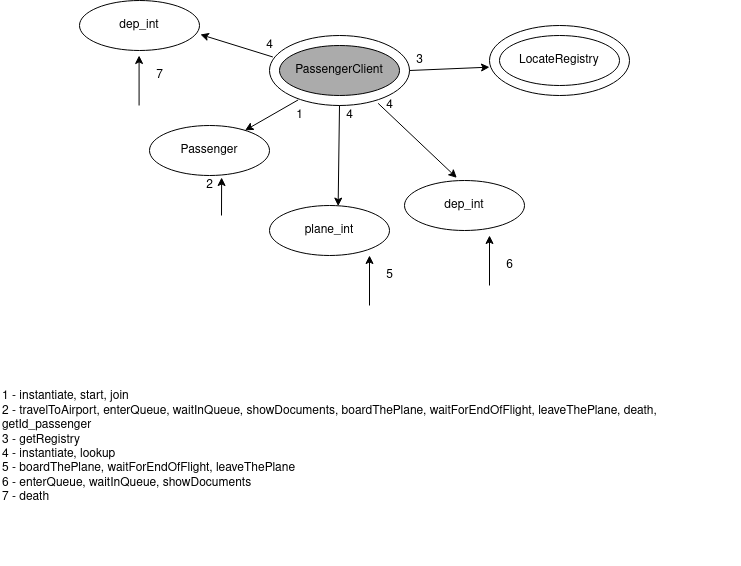 dep_int
4
7
PassengerClient
3
LocateRegistry
1
4
4
Passenger
2
plane_int
dep_int
5
6
1 - instantiate, start, join
2 - travelToAirport, enterQueue, waitInQueue, showDocuments, boardThePlane, waitForEndOfFlight, leaveThePlane, death,
getId_passenger
3 - getRegistry
4 - instantiate, lookup
5 - boardThePlane, waitForEndOfFlight, leaveThePlane
6 - enterQueue, waitInQueue, showDocuments
7 - death